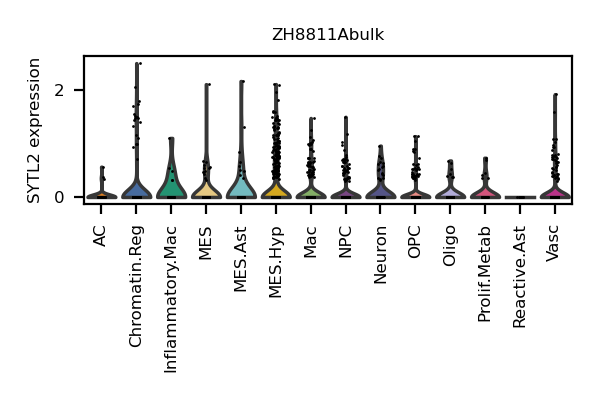 ZH8811Abulk
SYTL2 expression
2
0
AC
Chromatin.Reg
Inflammatory.Mac
MES
MES.Ast
MES.Hyp
Mac
NPC
Neuron
OPC
Oligo
Prolif.Metab
Reactive.Ast
Vasc